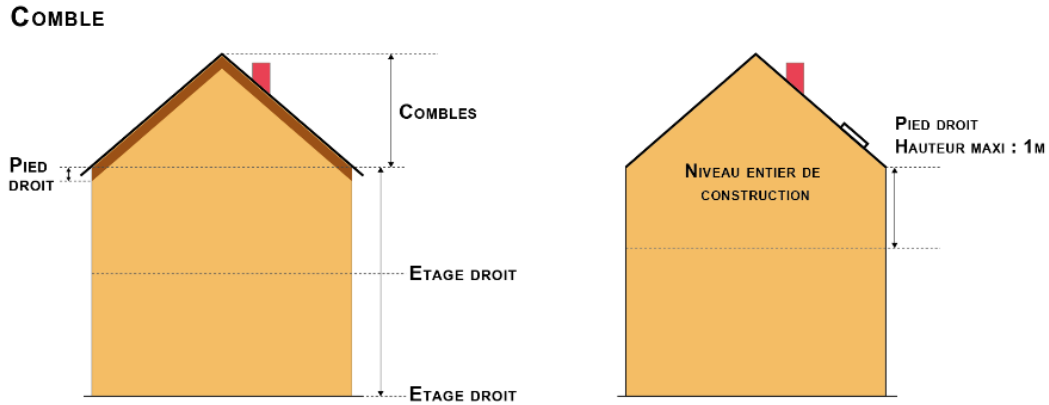 COMBLE
COMBLES
PIED
DROIT
ETAGE DROIT
ETAGE DROIT
PIED DROIT
HAUTEUR MAXI : 1M
NIVEAU ENTIER DE
CONSTRUCTION